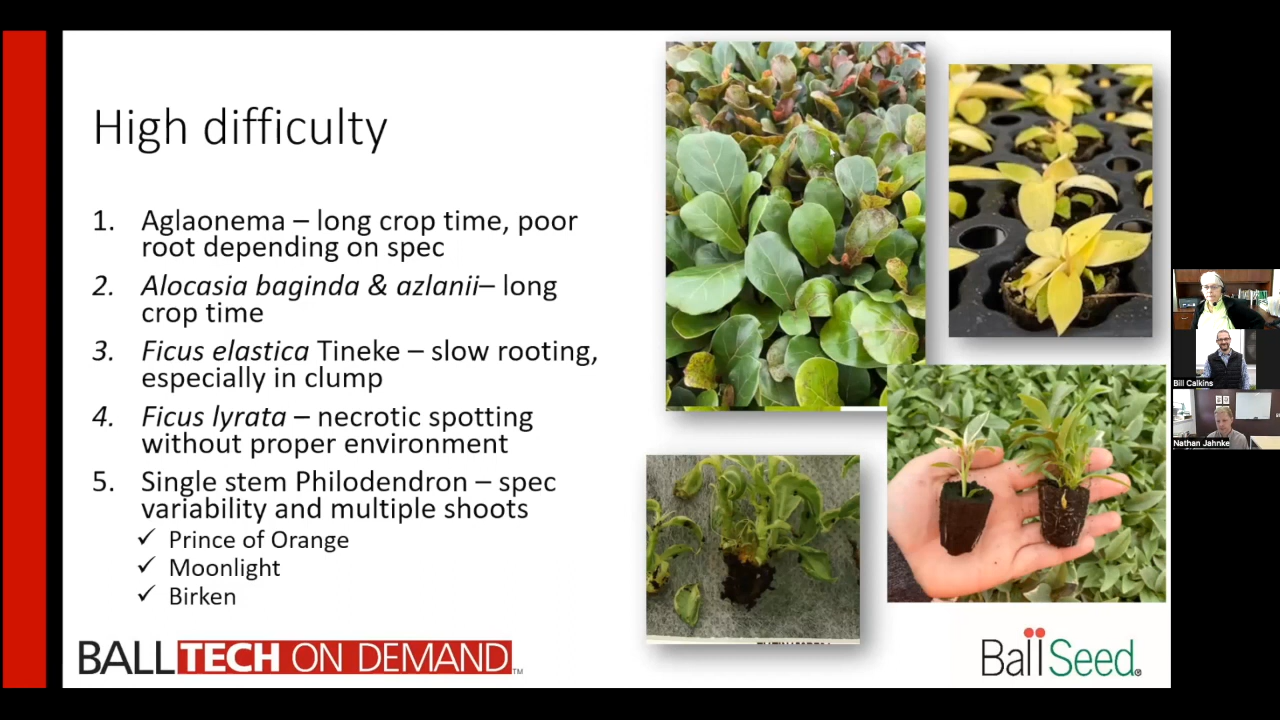 High difficulty
1. Aglaonema – long crop time, poor
root depending on spec
2. Alocasia baginda & azlanii– long
crop time
3. Ficus elastica Tineke – slow rooting,
especially in clump
4. Ficus lyrata – necrotic spotting
without proper environment
5. Single stem Philodendron – spec
variability and multiple shoots
✓ Prince of Orange
✓ Moonlight
✓ Birken
BALL TECH ON DEMAND™
Ball Seed®
Bill Calkins
Nathan Jahnke